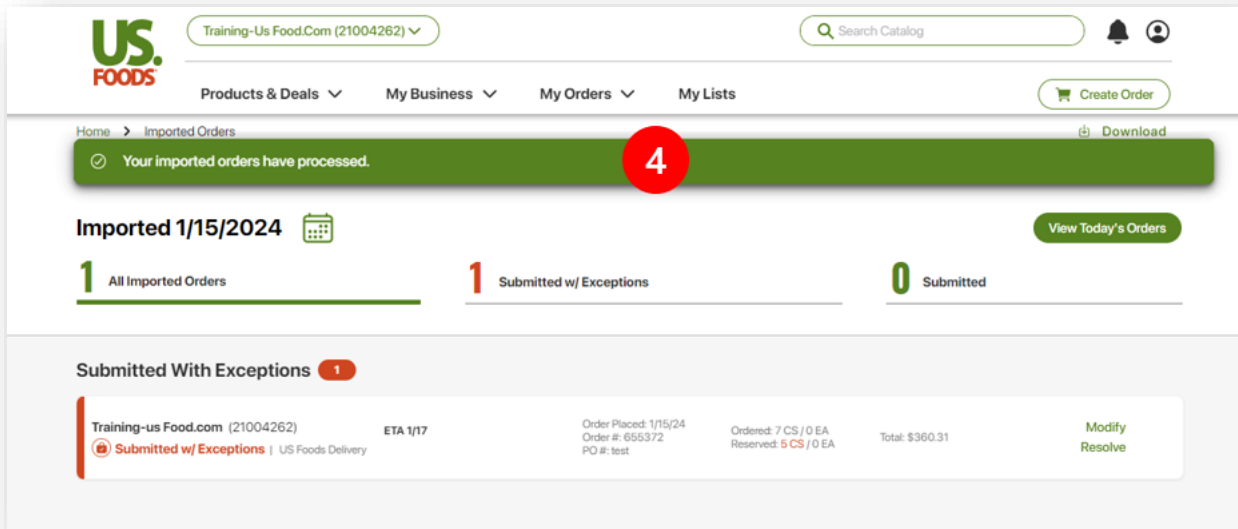 US.
FOODS
Training-Us Food.Com (21004262)
Search Catalog
Products & Deals
My Business
My Orders
My Lists
Create Order
Home > Imported Orders
Download
Your imported orders have processed.
4
Imported 1/15/2024
View Today's Orders
1 All Imported Orders
1 Submitted w/ Exceptions
0 Submitted
Submitted With Exceptions 1
Training-us Food.com (21004262)
Submitted w/ Exceptions | US Foods Delivery
ETA 1/17
Order Placed: 1/15/24
Order #: 655372
PO #: test
Ordered: 7 CS / 0 EA
Reserved: 5 CS / 0 EA
Total: $360.31
Modify
Resolve